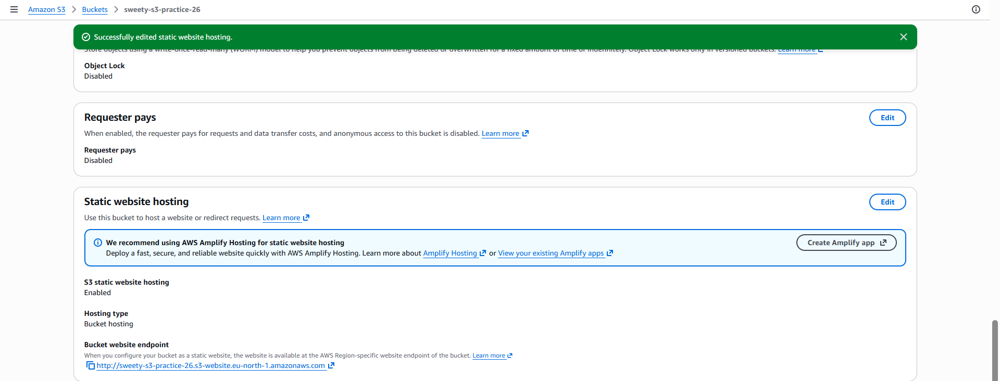 Amazon S3 > Buckets > sweety-s3-practice-26
Successfully edited static website hosting.
Store objects using a write-once-read-many (WORM) model to help you prevent objects from being deleted or overwritten for a fixed amount of time or indefinitely. Object Lock works only in versioned buckets. Learn more
Object Lock
Disabled
Requester pays
Edit
When enabled, the requester pays for requests and data transfer costs, and anonymous access to this bucket is disabled. Learn more
Requester pays
Disabled
Static website hosting
Edit
Use this bucket to host a website or redirect requests. Learn more
We recommend using AWS Amplify Hosting for static website hosting
Create Amplify app
Deploy a fast, secure, and reliable website quickly with AWS Amplify Hosting. Learn more about Amplify Hosting or View your existing Amplify apps
S3 static website hosting
Enabled
Hosting type
Bucket hosting
Bucket website endpoint
When you configure your bucket as a static website, the website is available at the AWS Region-specific website endpoint of the bucket. Learn more
http://sweety-s3-practice-26.s3-website.eu-north-1.amazonaws.com